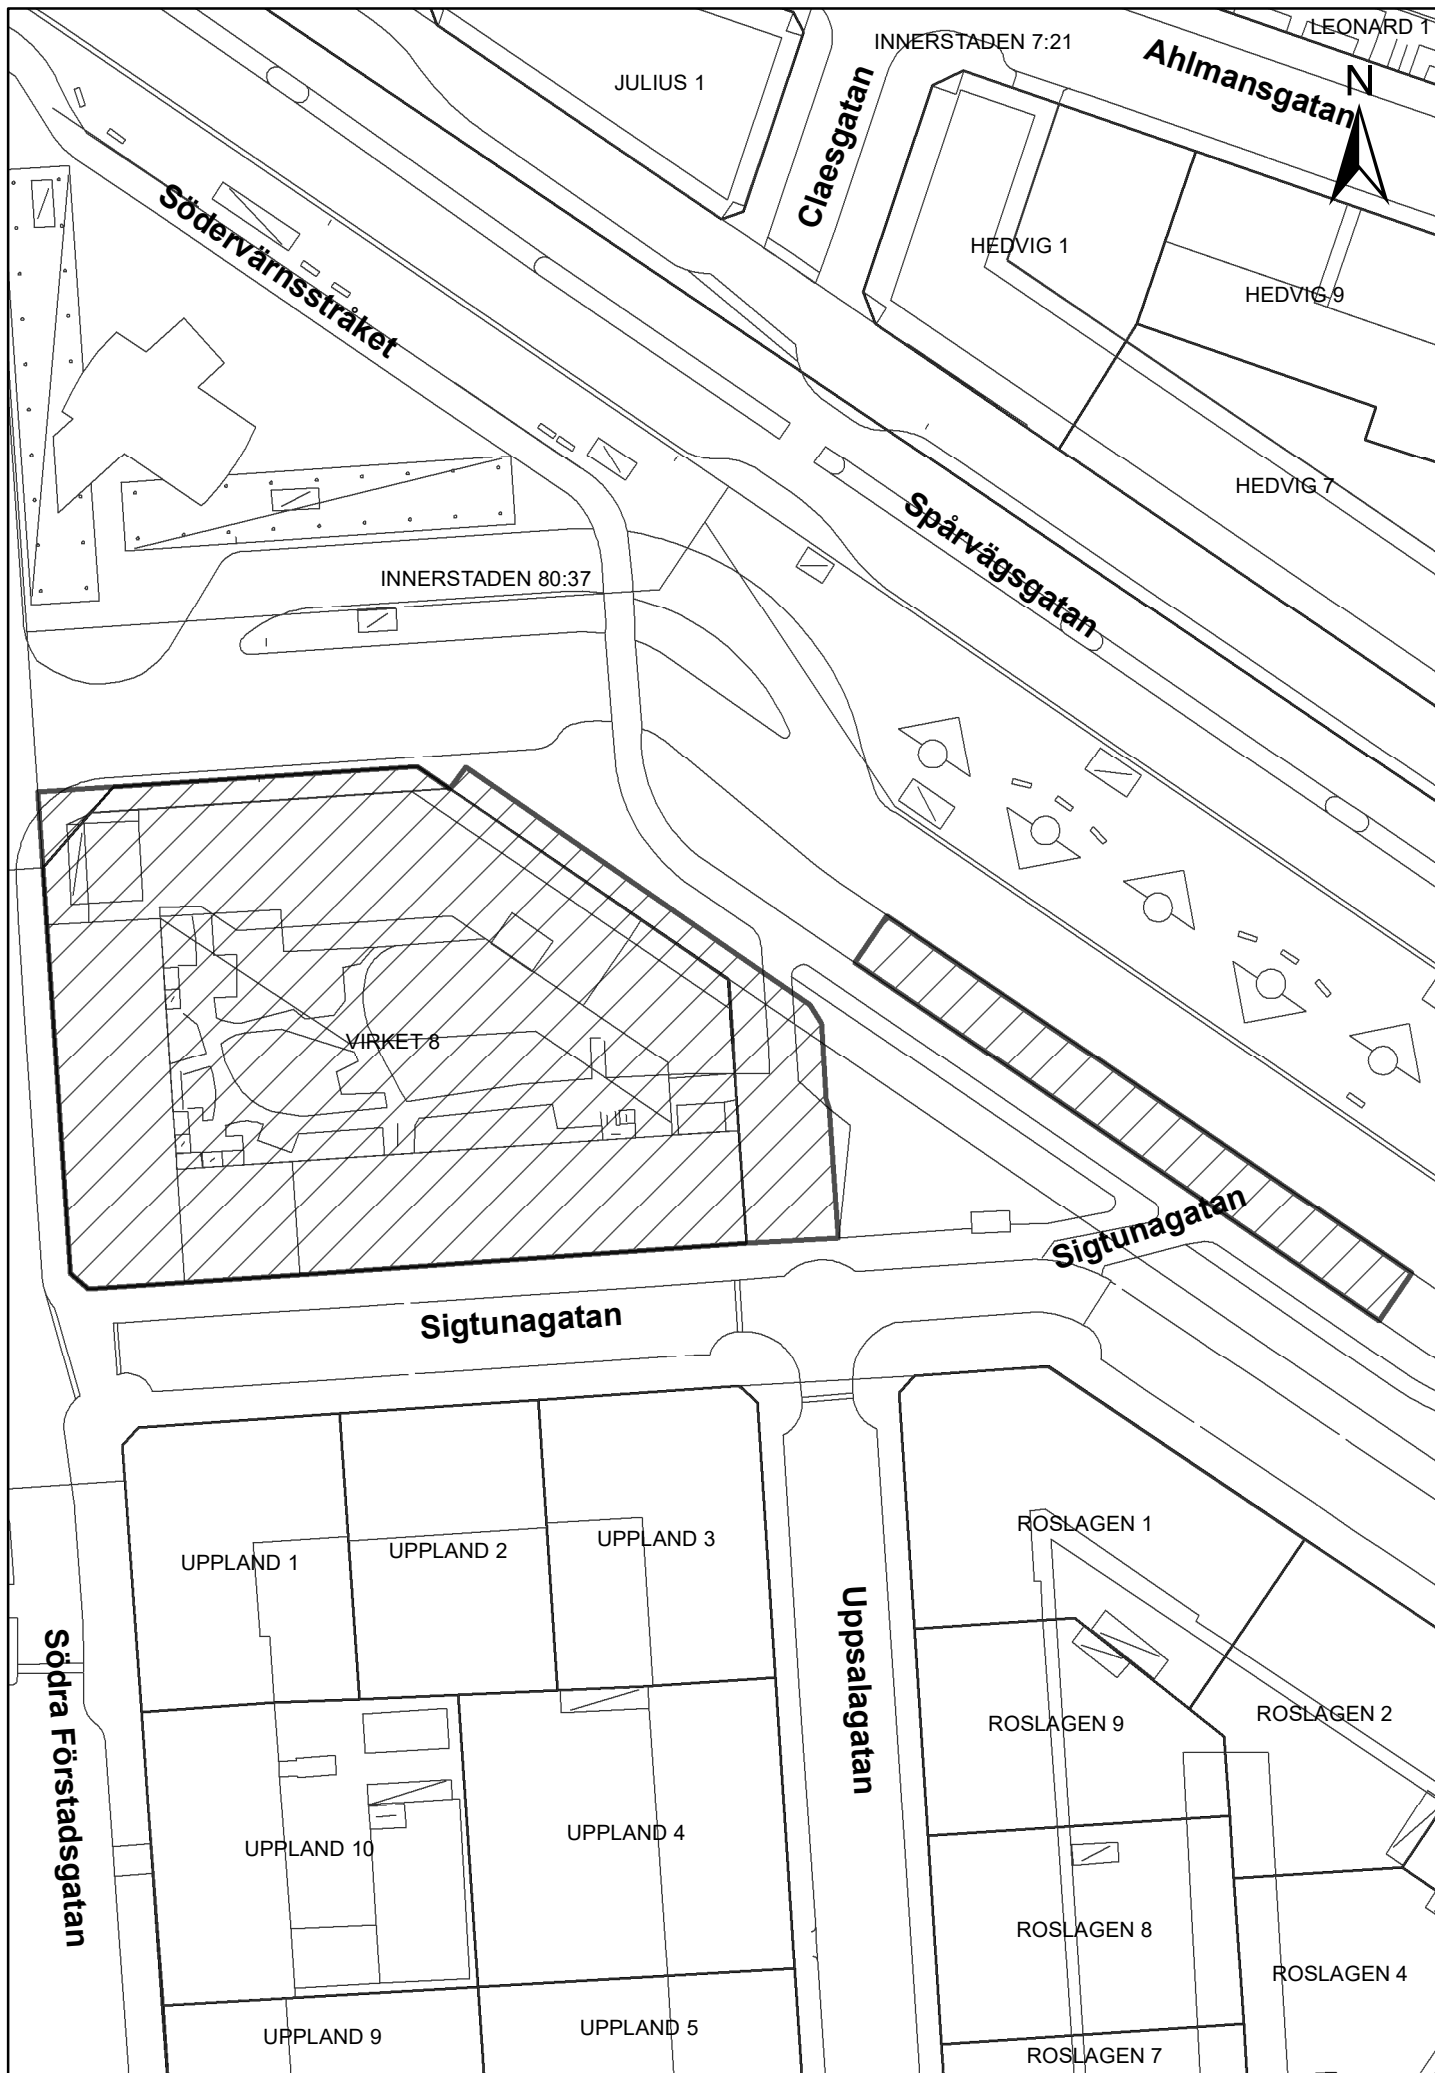 LEONARD 1
INNERSTADEN 7:21
Ahlmansgatan
N
JULIUS 1
Claesgatan
Södervärnsstråket
HEDVIG 1
HEDVIG 9
HEDVIG 7
Spårvägsgatan
INNERSTADEN 80:37
VIRKET 8
Sigtunagatan
Sigtunagatan
UPPLAND 1
UPPLAND 2
UPPLAND 3
ROSLAGEN 1
Södra Förstadsgatan
Uppsalagatan
ROSLAGEN 9
ROSLAGEN 2
UPPLAND 10
UPPLAND 4
ROSLAGEN 8
ROSLAGEN 4
UPPLAND 9
UPPLAND 5
ROSLAGEN 7